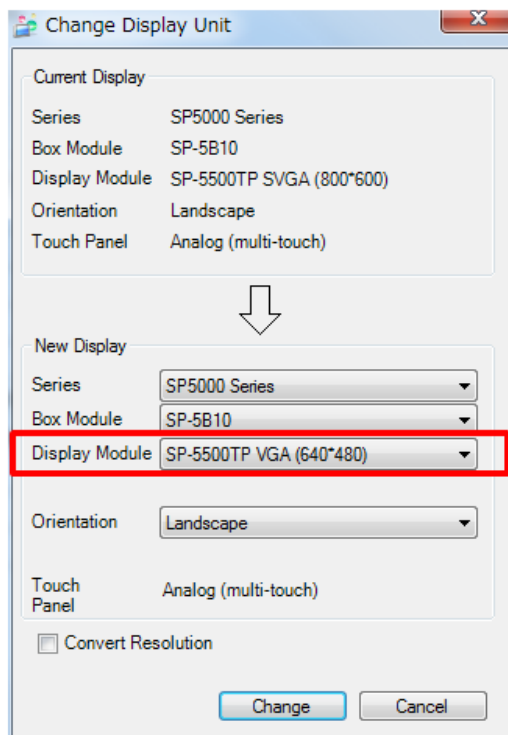 Change Display Unit
Current Display
Series SP5000 Series
Box Module SP-5B10
Display Module SP-5500TP SVGA (800*600)
Orientation Landscape
Touch Panel Analog (multi-touch)
New Display
Series SP5000 Series
Box Module SP-5B10
Display Module SP-5500TP VGA (640*480)
Orientation Landscape
Touch Panel Analog (multi-touch)
Convert Resolution
Change Cancel